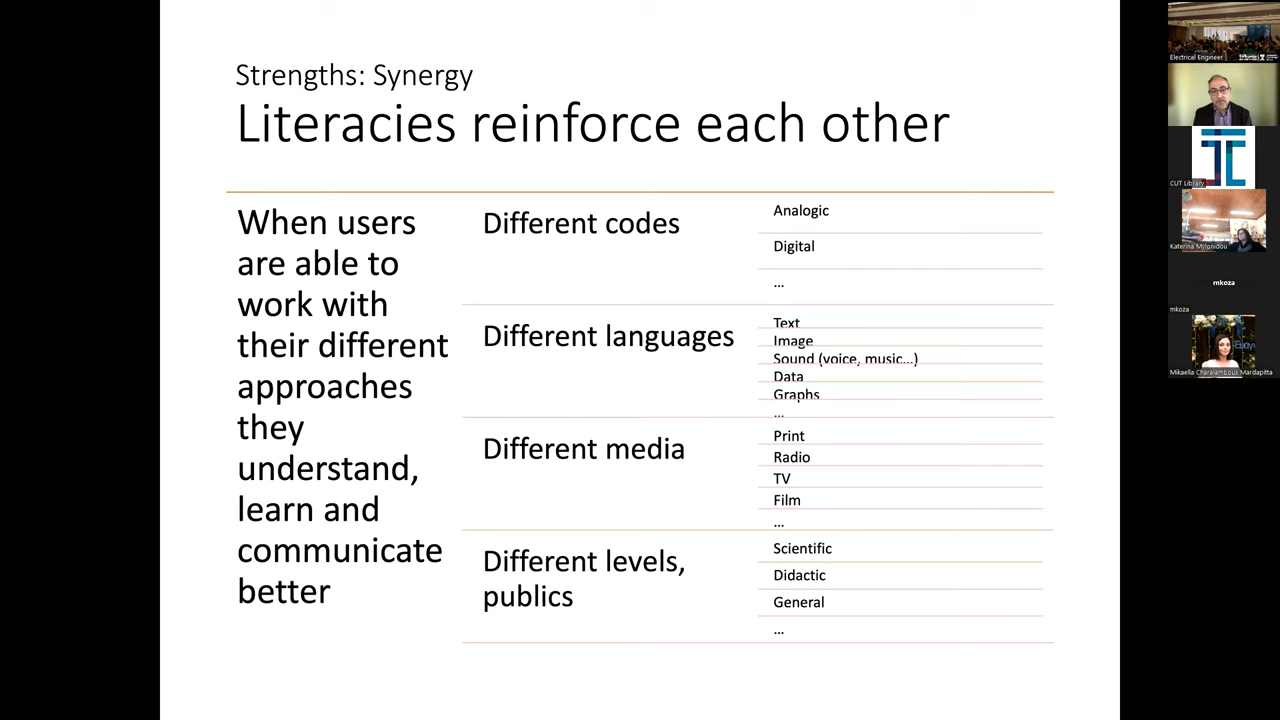 Strengths: Synergy
Literacies reinforce each other
When users
are able to
work with
their different
approaches
they
understand,
learn and
communicate
better
Different codes
Analogic
Digital
...
Different languages
Text
Image
Sound (voice, music...)
Data
Graphs
...
Different media
Print
Radio
TV
Film
...
Different levels,
publics
Scientific
Didactic
General
...
Electrical Engineer
CUT Library
Katerina Mylonidou
mkoza
mkoza
Mikaella Charalambous Mardapitta